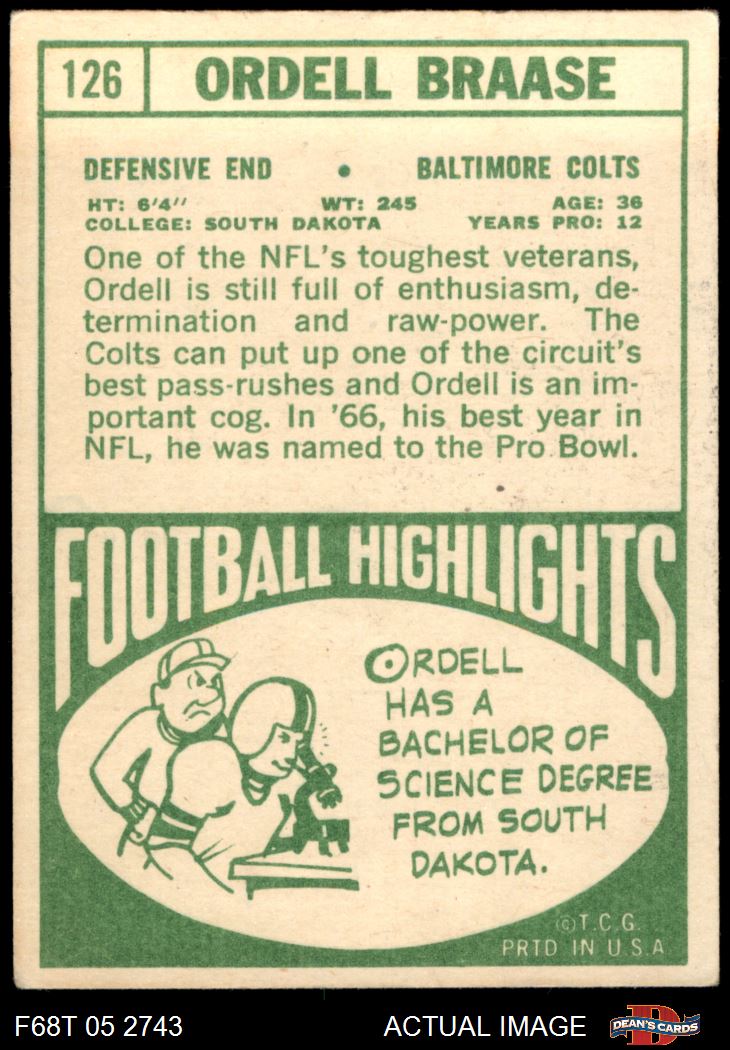 126 ORDELL BRAASE
DEFENSIVE END • BALTIMORE COLTS
HT: 6'4" WT: 245 AGE: 36
COLLEGE: SOUTH DAKOTA YEARS PRO: 12
One of the NFL's toughest veterans,
Ordell is still full of enthusiasm, de-
termination and raw-power. The
Colts can put up one of the circuit's
best pass-rushes and Ordell is an im-
portant cog. In '66, his best year in
NFL, he was named to the Pro Bowl.
FOOTBALL HIGHLIGHTS
ORDELL
HAS A
BACHELOR OF
SCIENCE DEGREE
FROM SOUTH
DAKOTA.
©T.C.G.
PRTD IN U.S.A
F68T 05 2743 ACTUAL IMAGE D DEAN'S CARDS